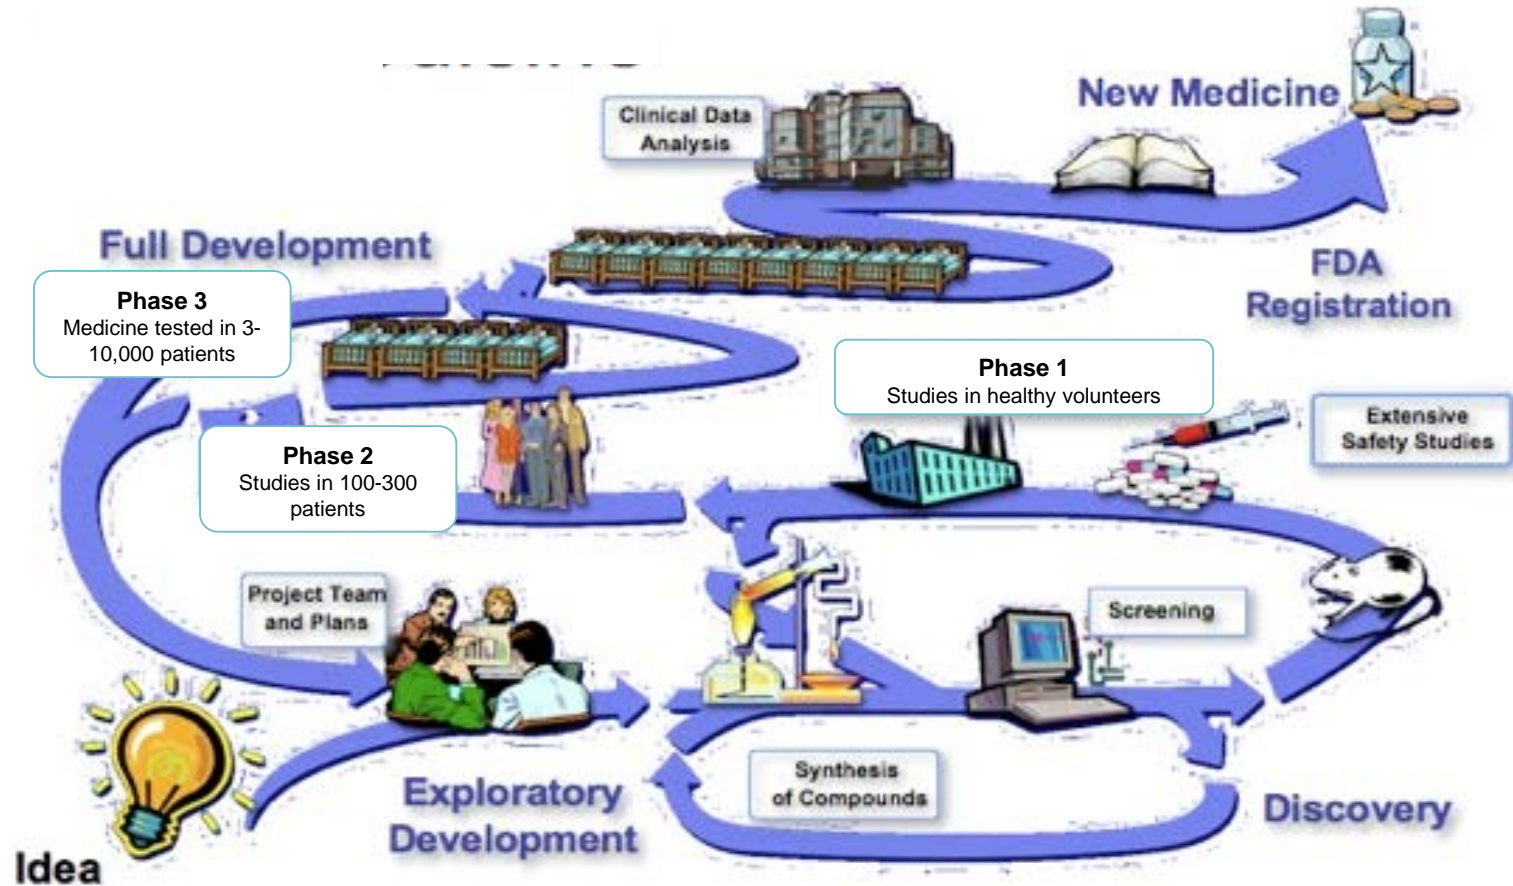 Clinical Data
Analysis
New Medicine
Full Development
FDA
Registration
Phase 3
Medicine tested in 3-
10,000 patients
Phase 1
Studies in healthy volunteers
Extensive
Safety Studies
Phase 2
Studies in 100-300
patients
Project Team
and Plans
Screening
Synthesis
of Compounds
Exploratory
Development
Discovery
Idea